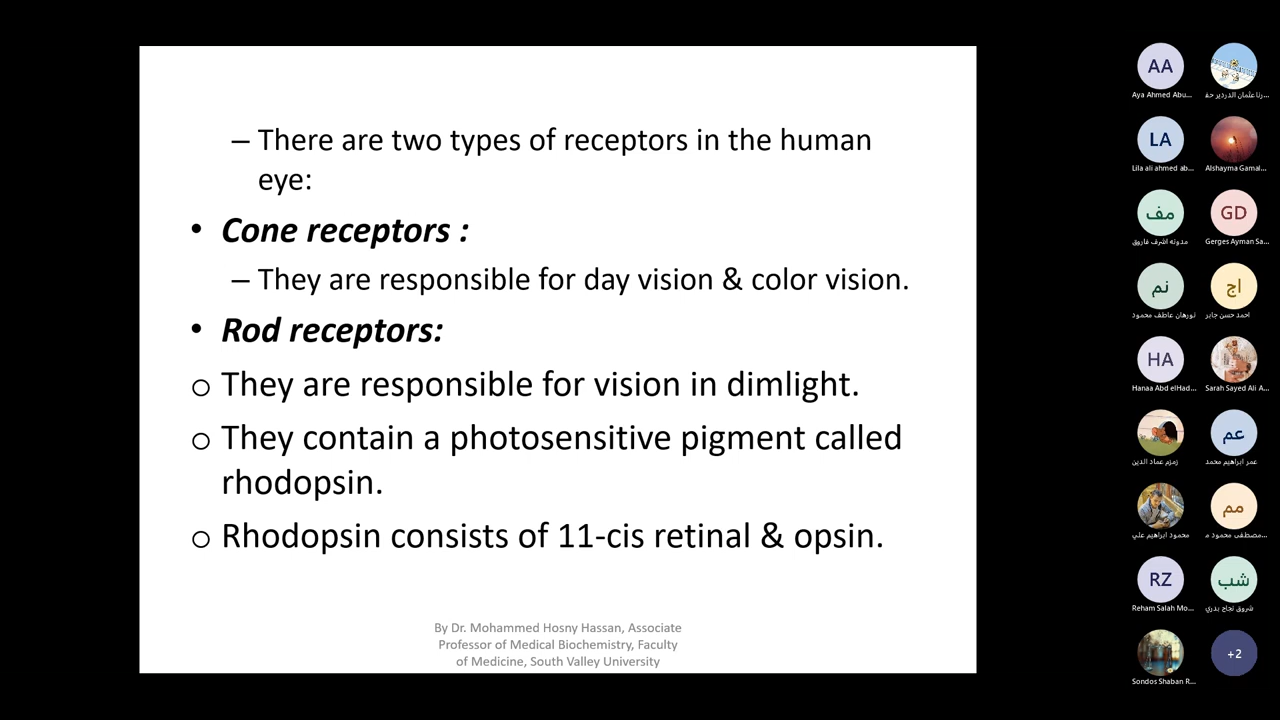 – There are two types of receptors in the human
eye:
• Cone receptors :
– They are responsible for day vision & color vision.
• Rod receptors:
o They are responsible for vision in dimlight.
o They contain a photosensitive pigment called
rhodopsin.
o Rhodopsin consists of 11-cis retinal & opsin.
By Dr. Mohammed Hosny Hassan, Associate
Professor of Medical Biochemistry, Faculty
of Medicine, South Valley University
AA
Aya Ahmed Abu...
رنا عثمان الدردير حف...
LA
Lila ali ahmed ab...
Alshayma Gamal...
مف
مدونه اشرف فاروق
GD
Gerges Ayman Sa...
نم
نورهان عاطف محمود
اج
احمد حسن جابر
HA
Hanaa Abd elHad...
Sarah Sayed Ali A...
زمزم عماد الدين
عم
عمر ابراهيم محمد
محمود ابراهيم علي
مم
مصطفى محمود م...
RZ
Reham Salah Mo...
شب
شروق نجاح بدري
Sondos Shaban R...
+2